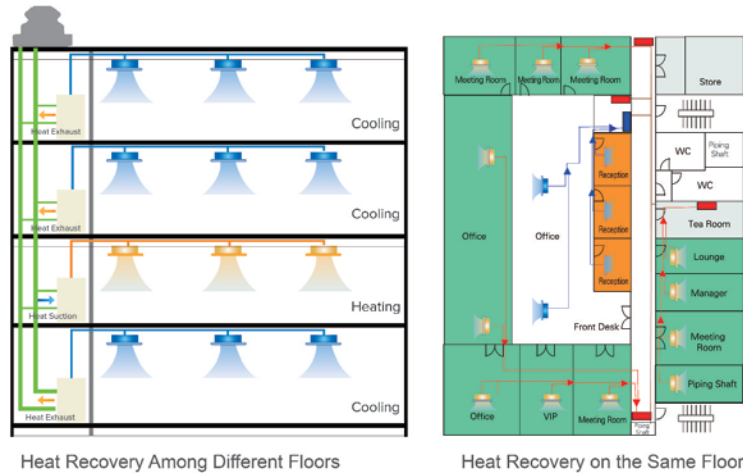 Heat Exhaust
Cooling
Heat Exhaust
Cooling
Heat Suction
Heating
Heat Exhaust
Cooling
Heat Recovery Among Different Floors
Meeting Room
Meeting Room
Meeting Room
Store
WC
Piping
Shaft
WC
Reception
Reception
Reception
Office
Office
Front Desk
Tea Room
Lounge
Manager
Meeting
Room
Piping Shaft
Office
VIP
Meeting Room
Piping
Shaft
Heat Recovery on the Same Floor